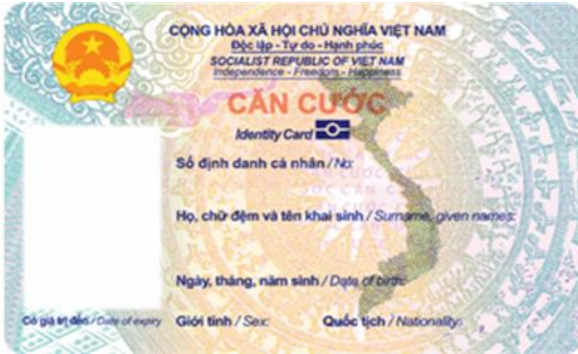 CỘNG HÒA XÃ HỘI CHỦ NGHĨA VIỆT NAM
Độc lập - Tự do - Hạnh phúc
SOCIALIST REPUBLIC OF VIET NAM
Independence - Freedom - Happiness
CĂN CƯỚC
Identity Card
Số định danh cá nhân / No:
Họ, chữ đệm và tên khai sinh / Surname, given names:
Ngày, tháng, năm sinh / Date of birth:
Có giá trị đến / Date of expiry
Giới tính / Sex:
Quốc tịch / Nationality: